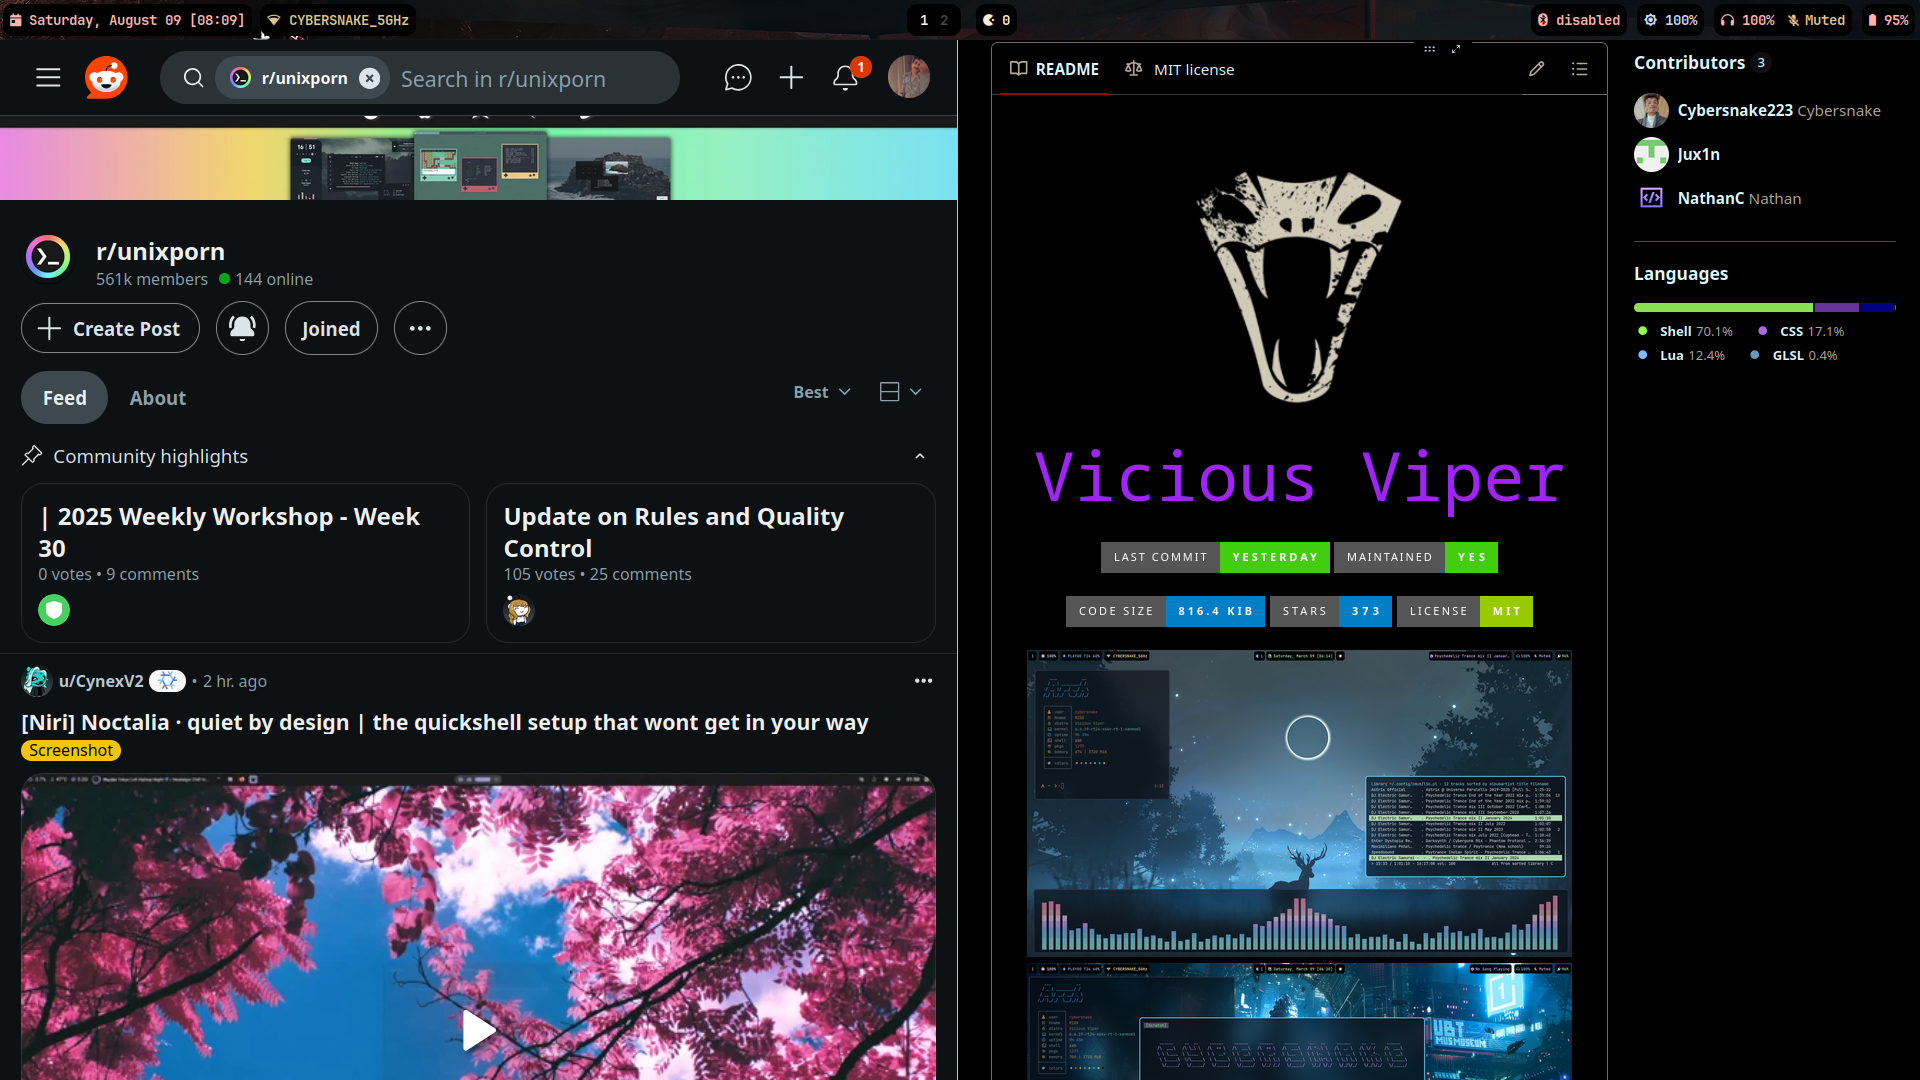 Saturday, August 09 [08:09]
CYBERSNAKE_5GHz
1 2
0
disabled
100%
100% Muted
95%
r/unixporn
Search in r/unixporn
1
r/unixporn
561k members 144 online
Create Post
Joined
Feed
About
Best
Community highlights
| 2025 Weekly Workshop - Week
30
0 votes • 9 comments
Update on Rules and Quality
Control
105 votes • 25 comments
u/CynexV2 • 2 hr. ago
[Niri] Noctalia · quiet by design | the quickshell setup that wont get in your way
Screenshot
README
MIT license
Vicious Viper
LAST COMMIT YESTERDAY
MAINTAINED YES
CODE SIZE 816.4 KIB
STARS 373
LICENSE MIT
Contributors 3
Cybersnake223 Cybersnake
Jux1n
NathanC Nathan
Languages
Shell 70.1%
CSS 17.1%
Lua 12.4%
GLSL 0.4%